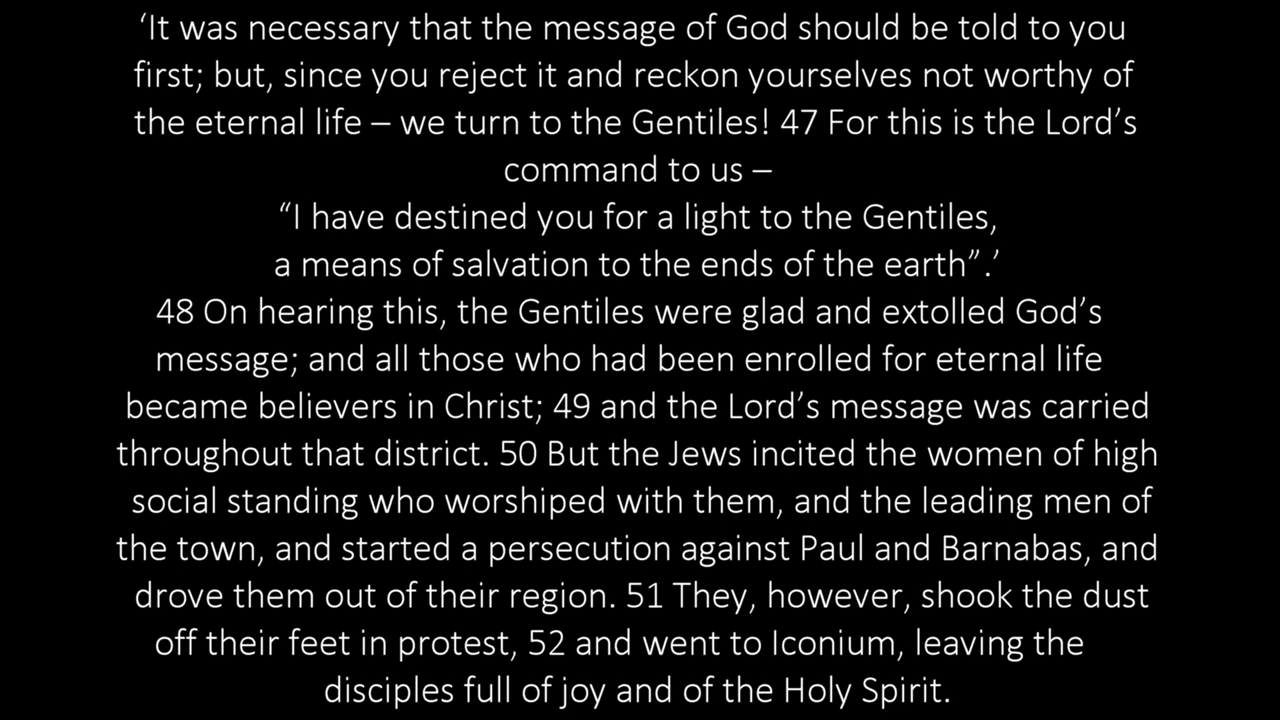 ‘It was necessary that the message of God should be told to you
first; but, since you reject it and reckon yourselves not worthy of
the eternal life – we turn to the Gentiles! 47 For this is the Lord’s
command to us –
“I have destined you for a light to the Gentiles,
a means of salvation to the ends of the earth”.’
48 On hearing this, the Gentiles were glad and extolled God’s
message; and all those who had been enrolled for eternal life
became believers in Christ; 49 and the Lord’s message was carried
throughout that district. 50 But the Jews incited the women of high
social standing who worshiped with them, and the leading men of
the town, and started a persecution against Paul and Barnabas, and
drove them out of their region. 51 They, however, shook the dust
off their feet in protest, 52 and went to Iconium, leaving the
disciples full of joy and of the Holy Spirit.